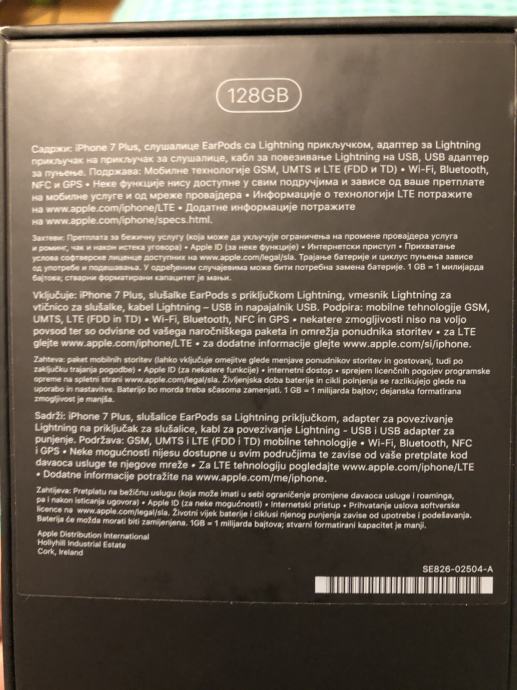 128GB
Садржи: iPhone 7 Plus, слушалице EarPods са Lightning прикључком, адаптер за Lightning
прикључак на прикључак за слушалице, кабл за повезивање Lightning на USB, USB адаптер
за пуњење. Подржава: Мобилне технологије GSM, UMTS и LTE (FDD и TD) • Wi-Fi, Bluetooth,
NFC и GPS • Неке функције нису доступне у свим подручјима и зависе од ваше претплате
на мобилне услуге и од мреже провајдера • Информације о технологији LTE потражите
на www.apple.com/iphone/LTE • Додатне информације потражите
на www.apple.com/iphone/specs.html.
Захтеви: Претплата за бежичну услугу (која може да укључује ограничења на промене провајдера услуга
и роминг, чак и након истека уговора) • Apple ID (за неке функције) • Интернетски приступ • Прихватање
услова софтверске лиценце доступних на www.apple.com/legal/sla. Трајање батерије и циклус пуњења зависе
од употребе и подешавања. У одређеним случајевима може бити потребна замена батерије. 1 GB = 1 милијарда
бајтова; стварни форматирани капацитет је мањи.
Vključuje: iPhone 7 Plus, slušalke EarPods s priključkom Lightning, vmesnik Lightning za
vtičnico za slušalke, kabel Lightning – USB in napajalnik USB. Podpira: mobilne tehnologije GSM,
UMTS, LTE (FDD in TD) • Wi-Fi, Bluetooth, NFC in GPS • nekatere zmogljivosti niso na voljo
povsod ter so odvisne od vašega naročniškega paketa in omrežja ponudnika storitev • za LTE
glejte www.apple.com/iphone/LTE • za dodatne informacije glejte www.apple.com/si/iphone.
Zahteva: paket mobilnih storitev (lahko vključuje omejitve glede menjave ponudnikov storitev in gostovanj, tudi po
zaključku trajanja pogodbe) • Apple ID (za nekatere funkcije) • internetni dostop • sprejem licenčnih pogojev programske
opreme na spletni strani www.apple.com/legal/sla. Življenjska doba baterije in cikli polnjenja se razlikujejo glede na
uporabo in nastavitve. Baterijo bo morda treba sčasoma zamenjati. 1 GB = 1 milijarda bajtov; dejanska formatirana
zmogljivost je manjša.
Sadrži: iPhone 7 Plus, slušalice EarPods sa Lightning priključkom, adapter za povezivanje
Lightning na priključak za slušalice, kabl za povezivanje Lightning - USB i USB adapter za
punjenje. Podržava: GSM, UMTS i LTE (FDD i TD) mobilne tehnologije • Wi-Fi, Bluetooth, NFC
i GPS • Neke mogućnosti nijesu dostupne u svim područjima te zavise od vaše pretplate kod
davaoca usluge te njegove mreže • Za LTE tehnologiju pogledajte www.apple.com/iphone/LTE
• Dodatne informacije potražite na www.apple.com/me/iphone.
Zahtijeva: Pretplatu na bežičnu uslugu (koja može imati u sebi ograničenje promjene davaoca usluge i roaminga,
pa i nakon isticanja ugovora) • Apple ID (za neke mogućnosti) • Internetski pristup • Prihvatanje uslova softverske
licence na www.apple.com/legal/sla. Životni vijek baterije i ciklusi njenog punjenja zavise od upotrebe i podešavanja.
Baterija će možda morati biti zamijenjena. 1GB = 1 milijarda bajtova; stvarni formatirani kapacitet je manji.
Apple Distribution International
Hollyhill Industrial Estate
Cork, Ireland
SE826-02504-A